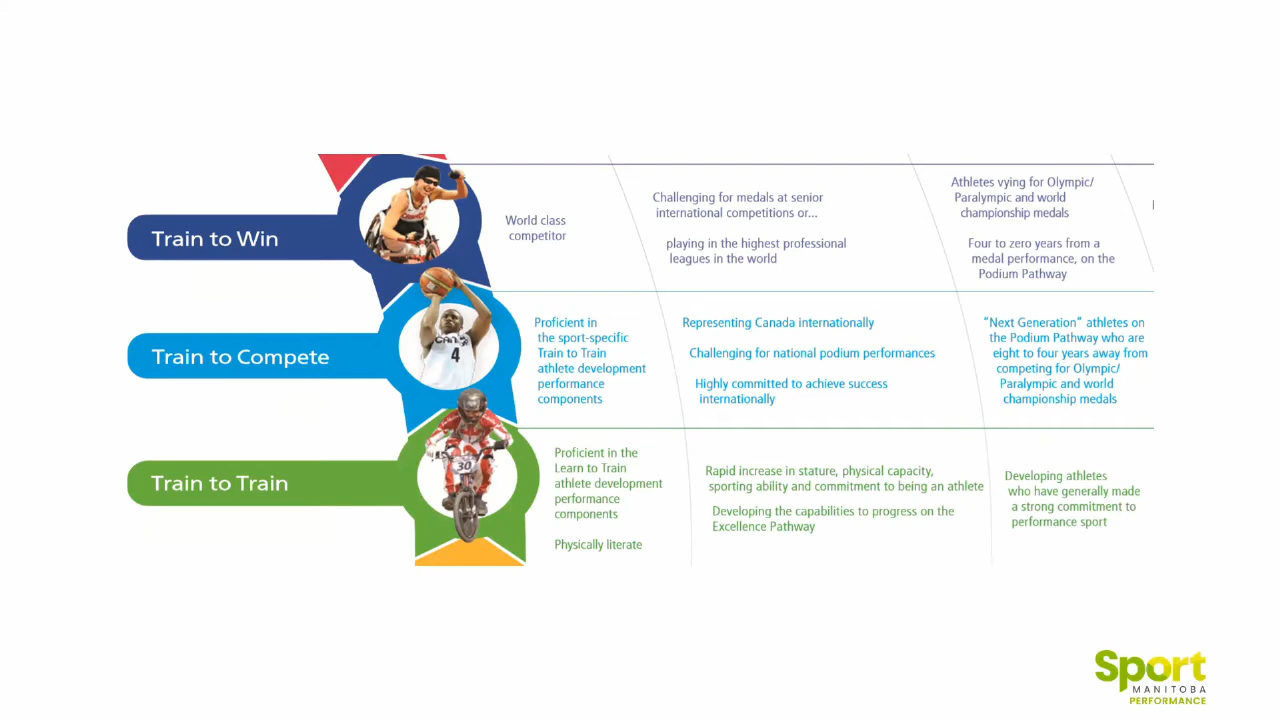 Train to Win
World class
competitor
Challenging for medals at senior
international competitions or...
playing in the highest professional
leagues in the world
Athletes vying for Olympic/
Paralympic and world
championship medals
Four to zero years from a
medal performance, on the
Podium Pathway
Train to Compete
CAN
4
Proficient in
the sport-specific
Train to Train
athlete development
performance
components
Representing Canada internationally
Challenging for national podium performances
Highly committed to achieve success
internationally
“Next Generation” athletes on
the Podium Pathway who are
eight to four years away from
competing for Olympic/
Paralympic and world
championship medals
Train to Train
30
Proficient in the
Learn to Train
athlete development
performance
components
Physically literate
Rapid increase in stature, physical capacity,
sporting ability and commitment to being an athlete
Developing the capabilities to progress on the
Excellence Pathway
Developing athletes
who have generally made
a strong commitment to
performance sport
Sport
MANITOBA
PERFORMANCE